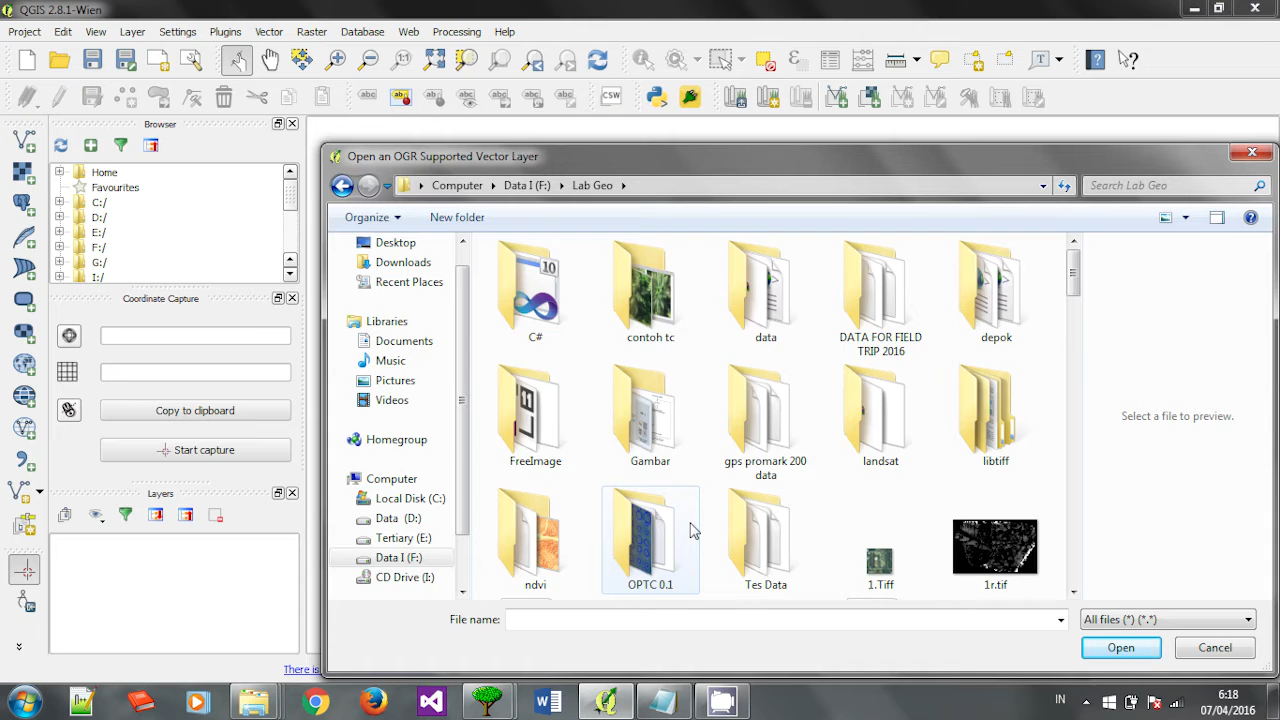 QGIS 2.8.1-Wien
Project Edit View Layer Settings Plugins Vector Raster Database Web Processing Help
CSW
Browser
Home
Favourites
C:/
D:/
E:/
F:/
G:/
I:/
Coordinate Capture
Copy to clipboard
Start capture
Layers
There is
Open an OGR Supported Vector Layer
Computer Data I (F:) Lab Geo
Search Lab Geo
Organize New folder
Desktop
Downloads
Recent Places
Libraries
Documents
Music
Pictures
Videos
Homegroup
Computer
Local Disk (C:)
Data (D:)
Tertiary (E:)
Data I (F:)
CD Drive (I:)
C# contoh tc data DATA FOR FIELD TRIP 2016 depok
FreeImage Gambar gps promark 200 data landsat libtiff
ndvi OPTC 0.1 Tes Data 1.Tiff 1r.tif
Select a file to preview.
File name: All files (*) (*.*)
Open Cancel
IN 6:18
07/04/2016